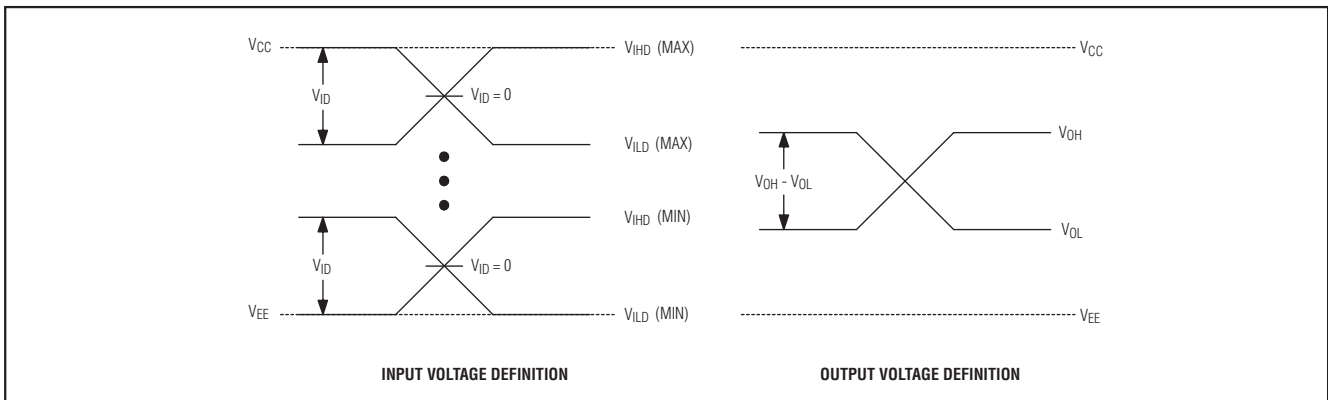 VCC
VID
VID = 0
VIHD (MAX)
VILD (MAX)
VID
VID = 0
VIHD (MIN)
VEE
VILD (MIN)
INPUT VOLTAGE DEFINITION
VCC
VOH
VOH - VOL
VOL
VEE
OUTPUT VOLTAGE DEFINITION